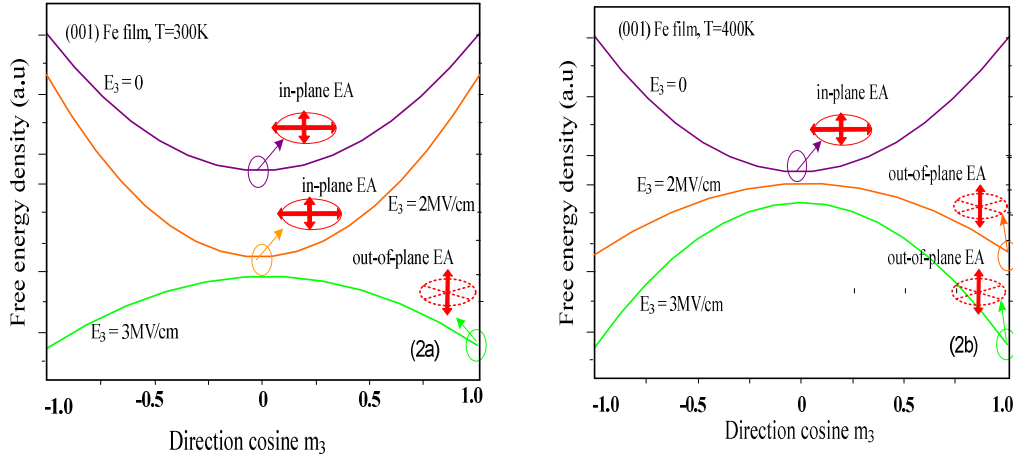 Free energy density (a.u)
(001) Fe film, T=300K
E3 = 0
in-plane EA
in-plane EA
E3 = 2MV/cm
out-of-plane EA
E3 = 3MV/cm
(2a)
-1.0 -0.5 0 0.5 1.0
Direction cosine m3
Free energy density (a.u)
(001) Fe film, T=400K
E3 = 0
in-plane EA
E3 = 2MV/cm
out-of-plane EA
out-of-plane EA
E3 = 3MV/cm
(2b)
-1.0 -0.5 0 0.5 1.0
Direction cosine m3